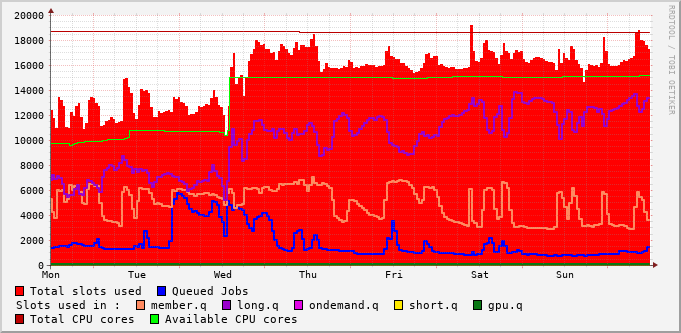 20000
18000
16000
14000
12000
10000
8000
6000
4000
2000
0
Mon Tue Wed Thu Fri Sat Sun
RRDTOOL / TOBI OETIKER
Total slots used Queued Jobs
Slots used in : member.q long.q ondemand.q short.q gpu.q
Total CPU cores Available CPU cores